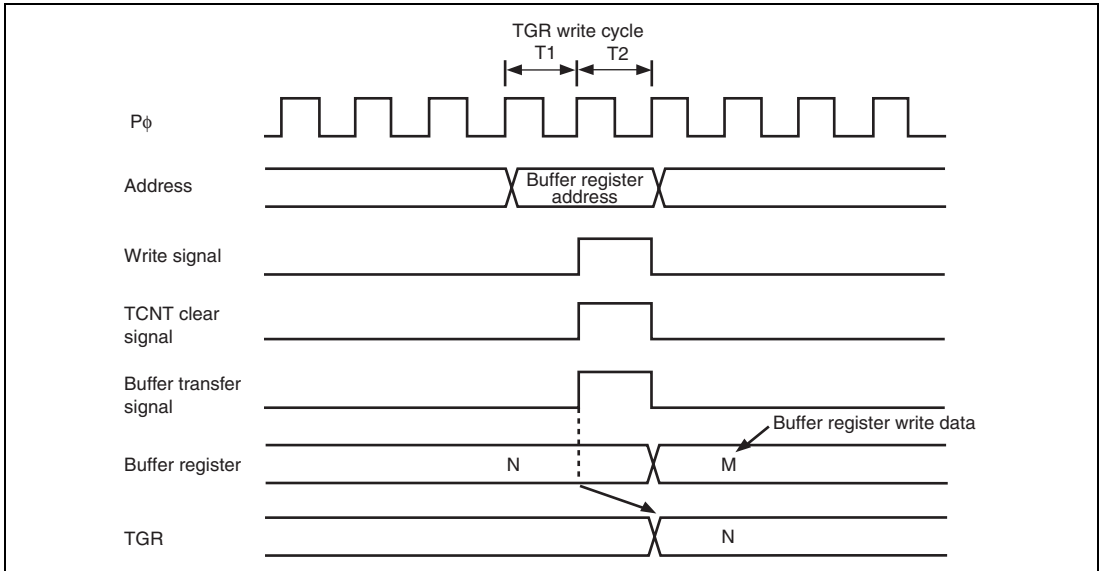 TGR write cycle
T1 T2
Pϕ
Address
Buffer register
address
Write signal
TCNT clear
signal
Buffer transfer
signal
Buffer register write data
Buffer register
N
M
TGR
N